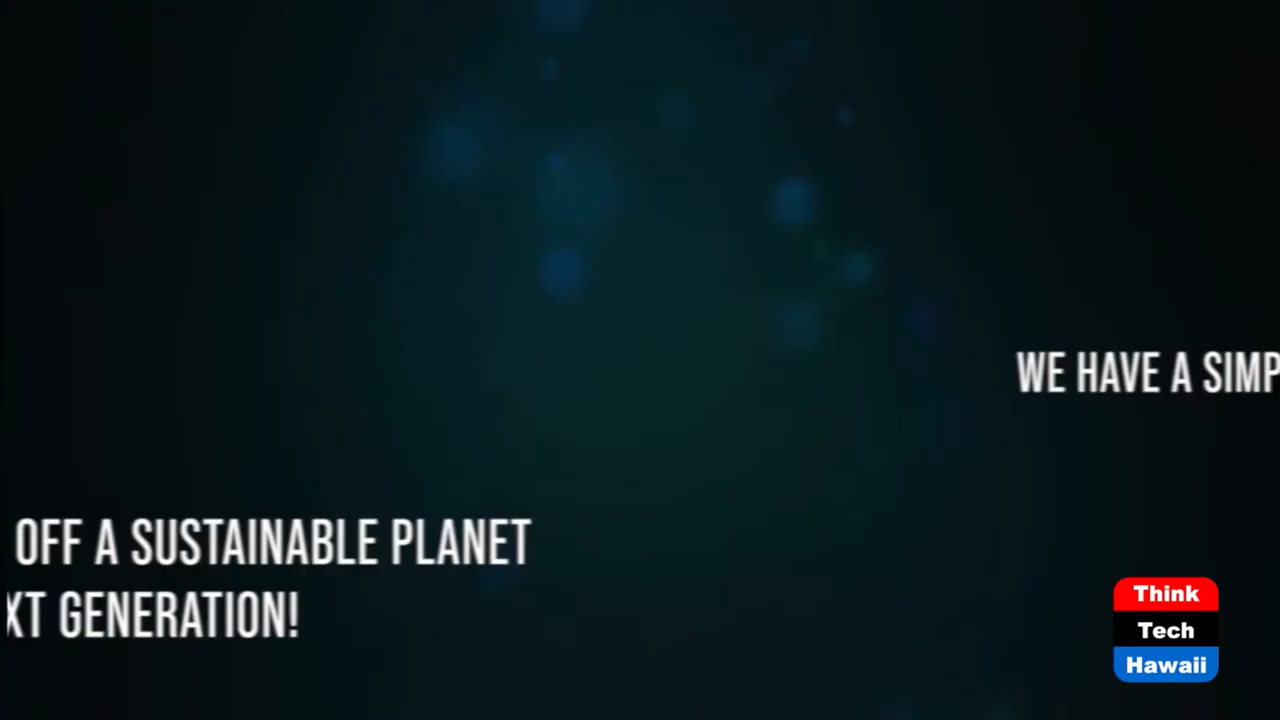 WE HAVE A SIMP
OFF A SUSTAINABLE PLANET
XT GENERATION!
Think
Tech
Hawaii